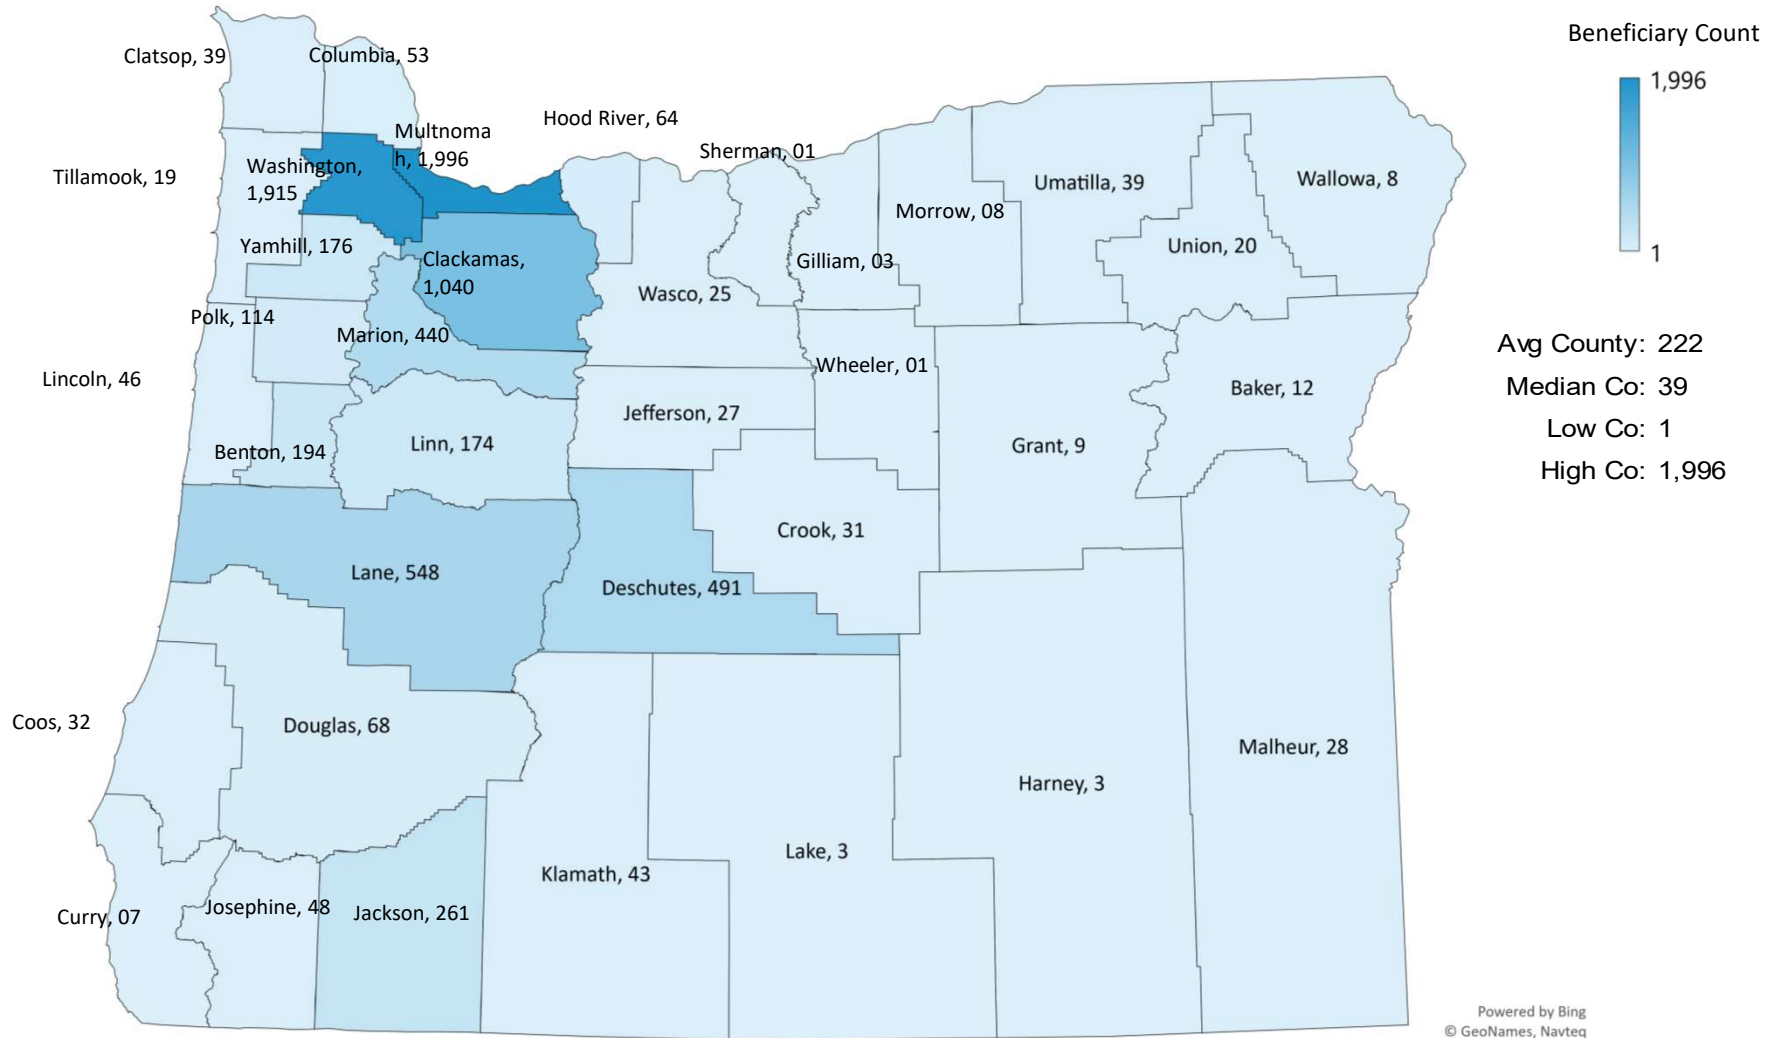 Beneficiary Count
1,996
1
Clatsop, 39
Columbia, 53
Hood River, 64
Multnoma
h, 1,996
Sherman, 01
Washington,
1,915
Tillamook, 19
Umatilla, 39
Wallowa, 8
Morrow, 08
Yamhill, 176
Union, 20
Clackamas,
1,040
Gilliam, 03
Wasco, 25
Polk, 114
Marion, 440
Wheeler, 01
Lincoln, 46
Baker, 12
Jefferson, 27
Benton, 194
Linn, 174
Grant, 9
Avg County: 222
Median Co: 39
Low Co: 1
High Co: 1,996
Crook, 31
Lane, 548
Deschutes, 491
Coos, 32
Douglas, 68
Malheur, 28
Harney, 3
Lake, 3
Klamath, 43
Curry, 07
Josephine, 48
Jackson, 261
Powered by Bing
© GeoNames, Navteq